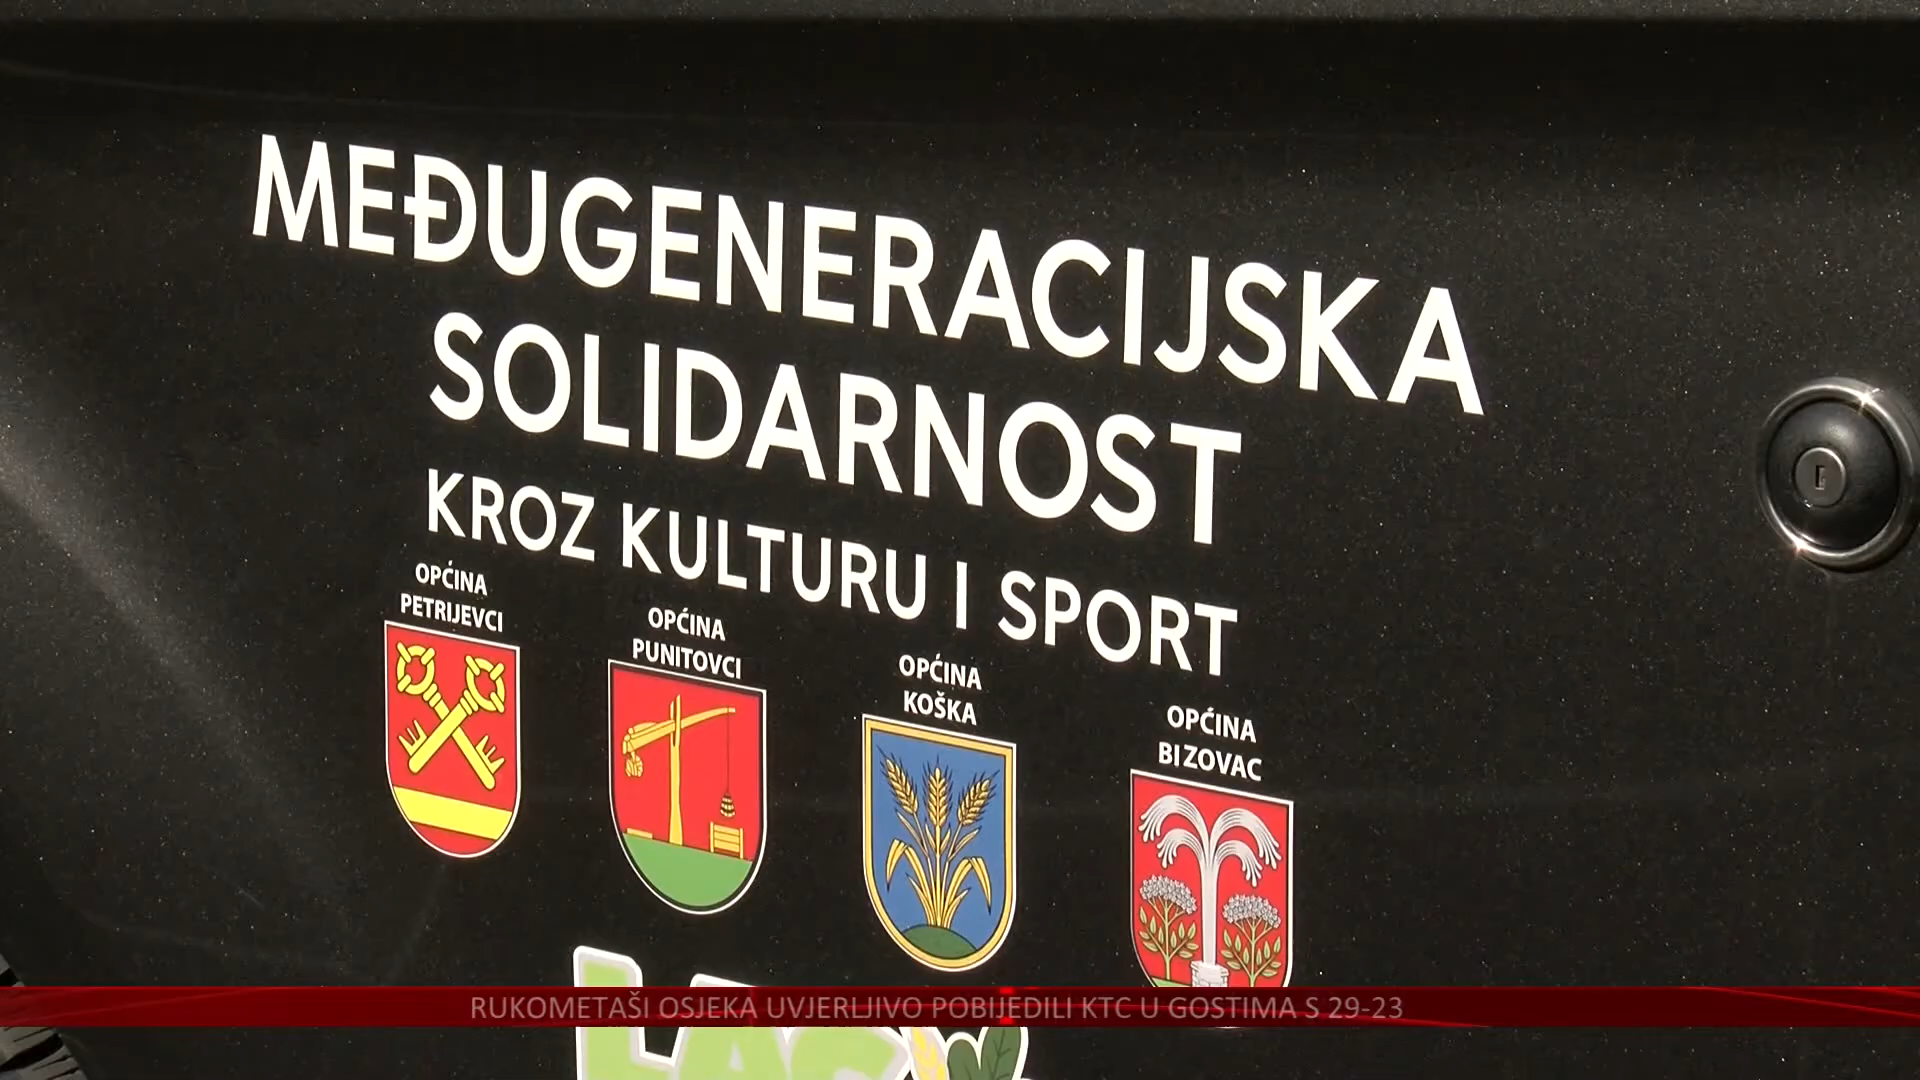 MEĐUGENERACIJSKA
SOLIDARNOST
KROZ KULTURU I SPORT
OPĆINA
PETRIJEVCI
OPĆINA
PUNITOVCI
OPĆINA
KOŠKA
OPĆINA
BIZOVAC
RUKOMETAŠI OSJEKA UVJERLJIVO POBIJEDILI KTC U GOSTIMA S 29-23